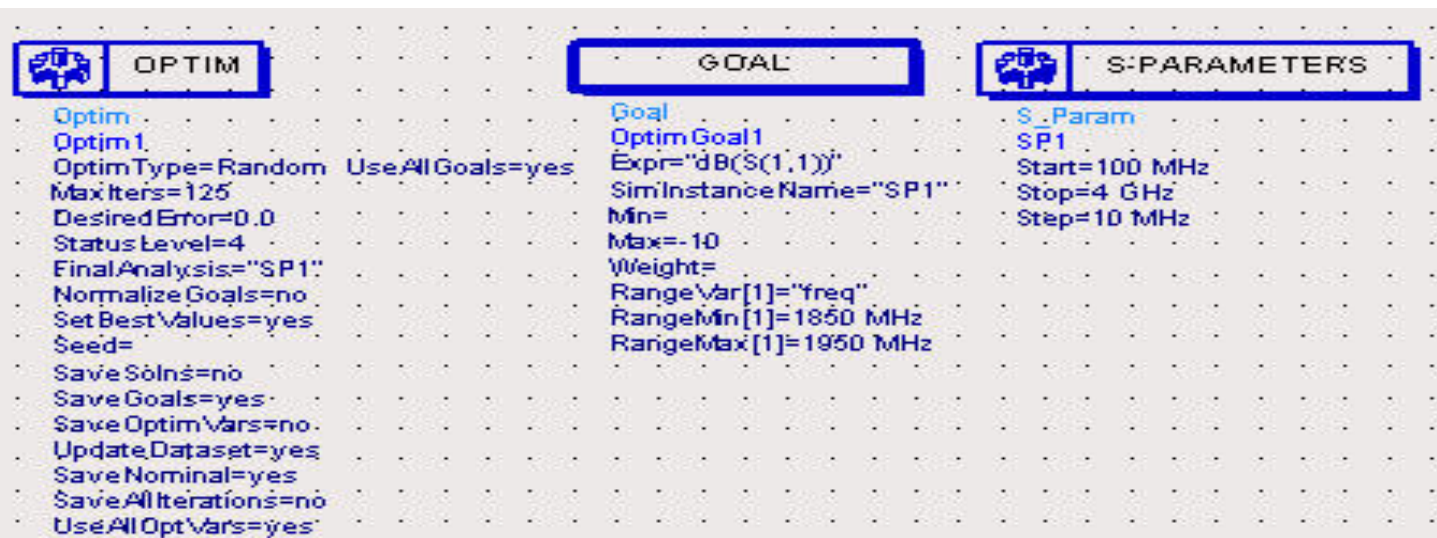 OPTIM
Optim
Optim1
OptimType=Random UseAllGoals=yes
MaxIters=125
DesiredError=0.0
StatusLevel=4
FinalAnalysis="SP1"
NormalizeGoals=no
SetBestValues=yes
Seed=
SaveSolns=no
SaveGoals=yes
SaveOptimVars=no
UpdateDataset=yes
SaveNominal=yes
SaveAllIterations=no
UseAllOptVars=yes
GOAL
Goal
OptimGoal1
Expr="dB(S(1,1))"
SimInstanceName="SP1"
Min=
Max=-10
Weight=
RangeVar[1]="freq"
RangeMin[1]=1850 MHz
RangeMax[1]=1950 MHz
S-PARAMETERS
S_Param
SP1
Start=100 MHz
Stop=4 GHz
Step=10 MHz